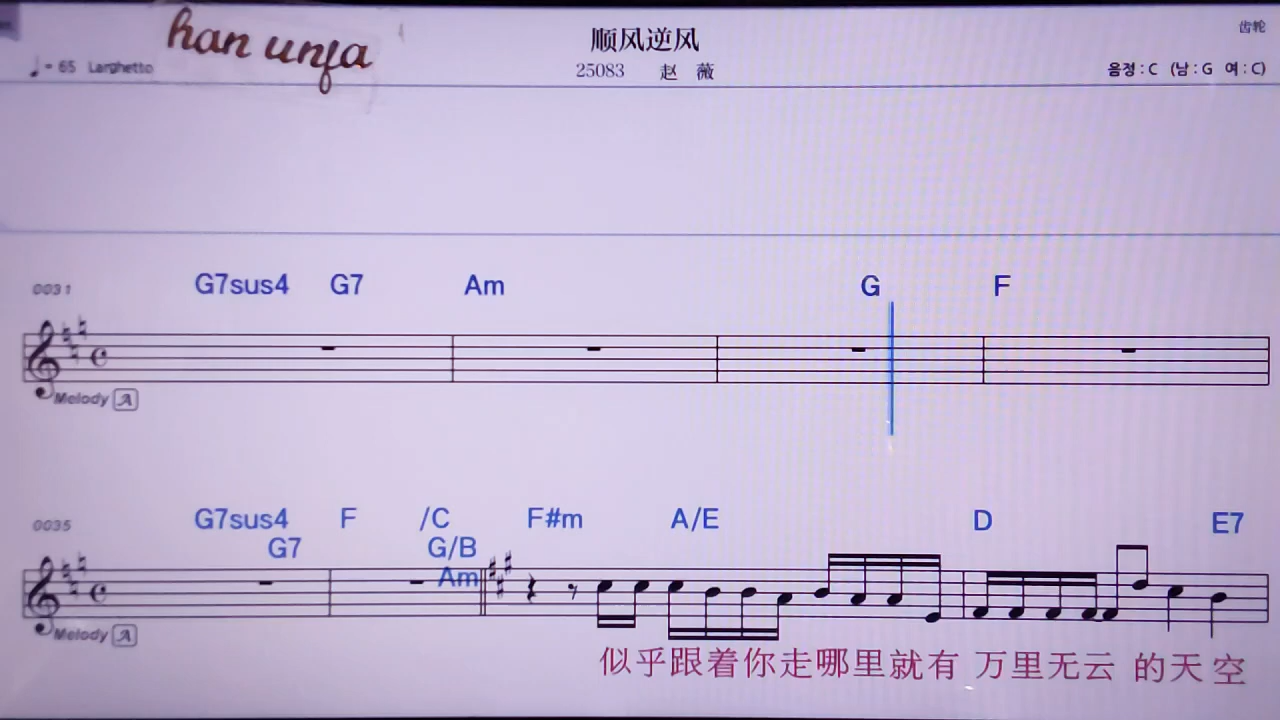 han unfa
顺风逆风
齿轮
♩= 65 Larghetto
25083 赵 薇
음정 : C (남 : G 여 : C)
0031 G7sus4 G7 Am G F
Melody A
0035 G7sus4 F /C F#m A/E D E7
G7 G/B
Am
Melody A
似乎跟着你走哪里就有 万里无云 的天空